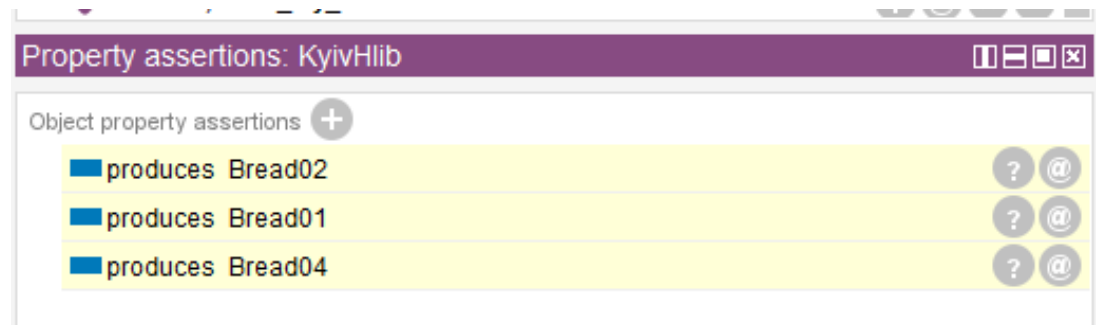 Property assertions: KyivHlib
Object property assertions
produces Bread02
? @
produces Bread01
? @
produces Bread04
? @